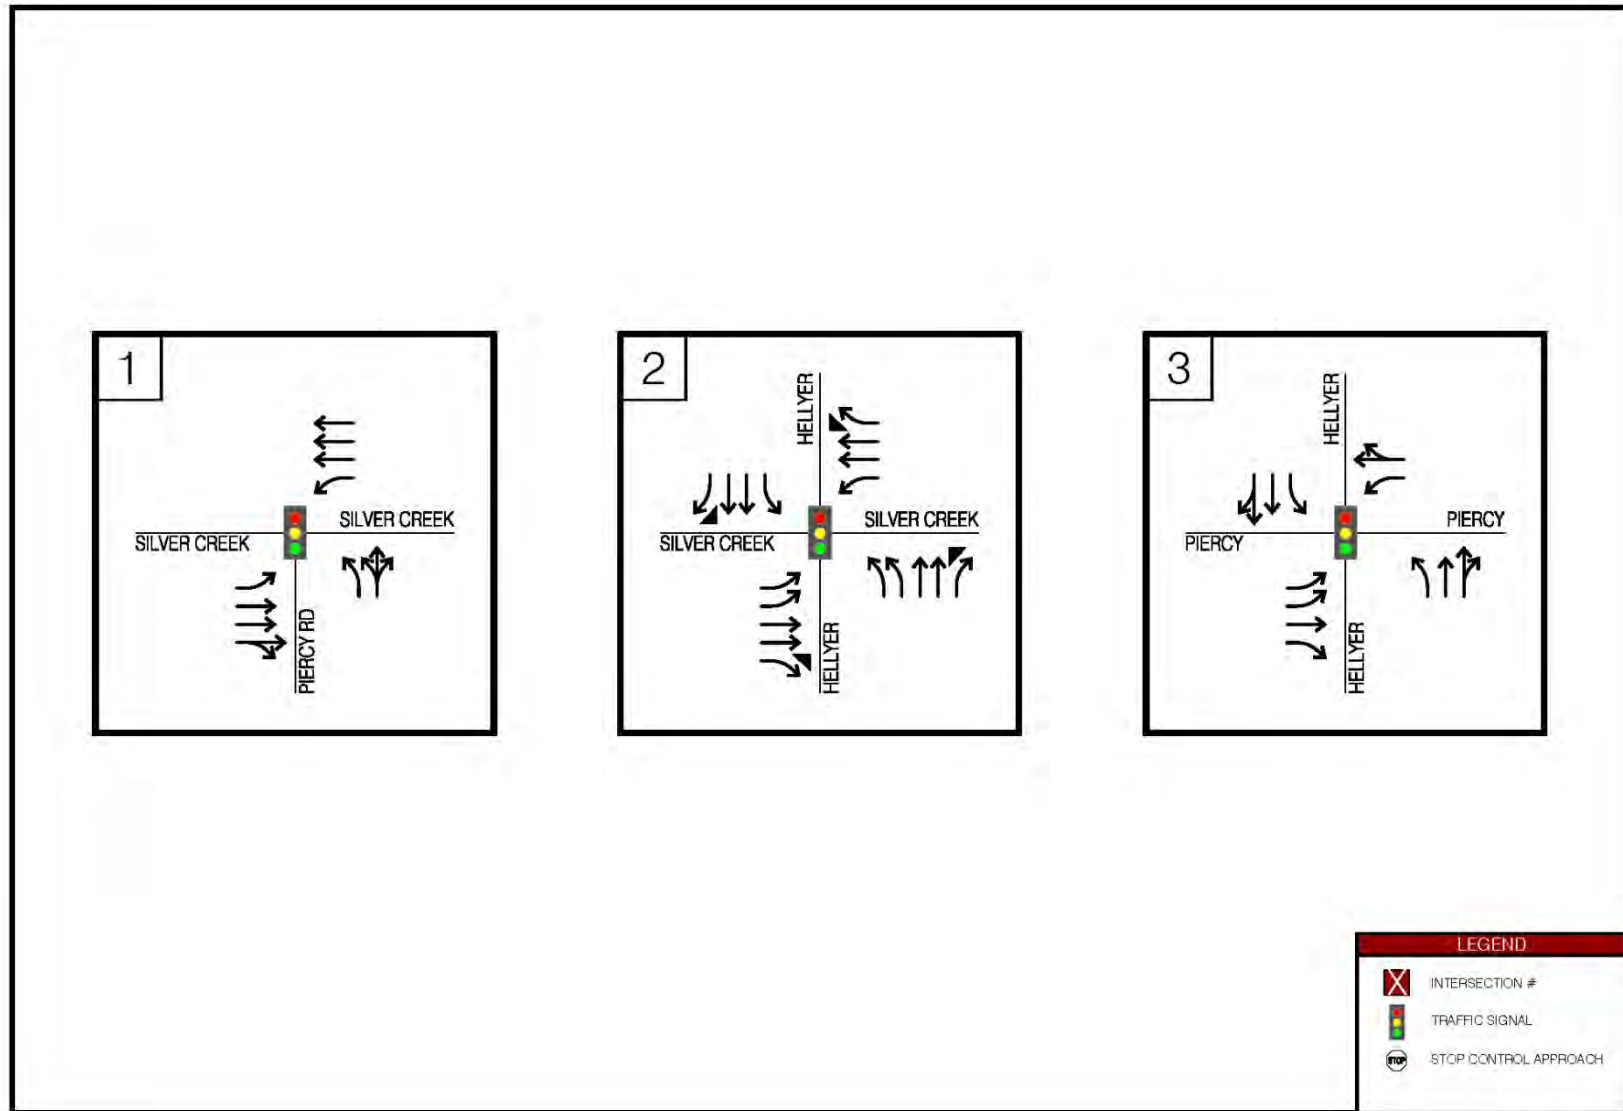 1
SILVER CREEK
SILVER CREEK
PIERCY RD
2
HELLYER
SILVER CREEK
SILVER CREEK
HELLYER
3
HELLYER
PIERCY
PIERCY
HELLYER
LEGEND
X INTERSECTION #
TRAFFIC SIGNAL
STOP STOP CONTROL APPROACH